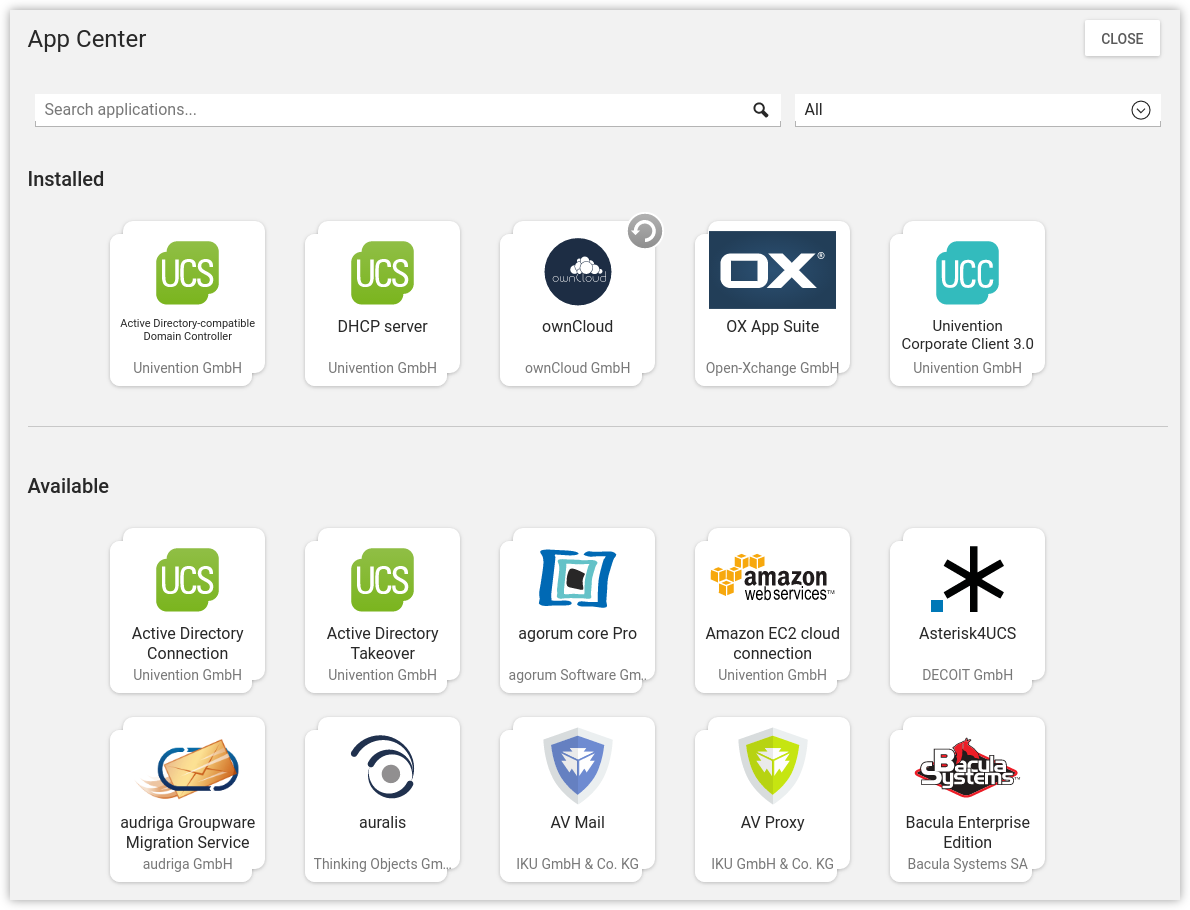 App Center
CLOSE
Search applications...
All
Installed
UCS
UCS
ownCloud
OX®
UCC
Active Directory-compatible
Domain Controller
Univention GmbH
DHCP server
Univention GmbH
ownCloud
ownCloud GmbH
OX App Suite
Open-Xchange GmbH
Univention
Corporate Client 3.0
Univention GmbH
Available
UCS
Active Directory
Connection
Univention GmbH
UCS
Active Directory
Takeover
Univention GmbH
agorum core Pro
agorum Software Gm...
amazon
web services™
Amazon EC2 cloud
connection
Univention GmbH
Asterisk4UCS
DECOIT GmbH
audriga Groupware
Migration Service
audriga GmbH
auralis
Thinking Objects Gm...
AV Mail
IKU GmbH & Co. KG
AV Proxy
IKU GmbH & Co. KG
Bacula
Systems™
Bacula Enterprise
Edition
Bacula Systems SA